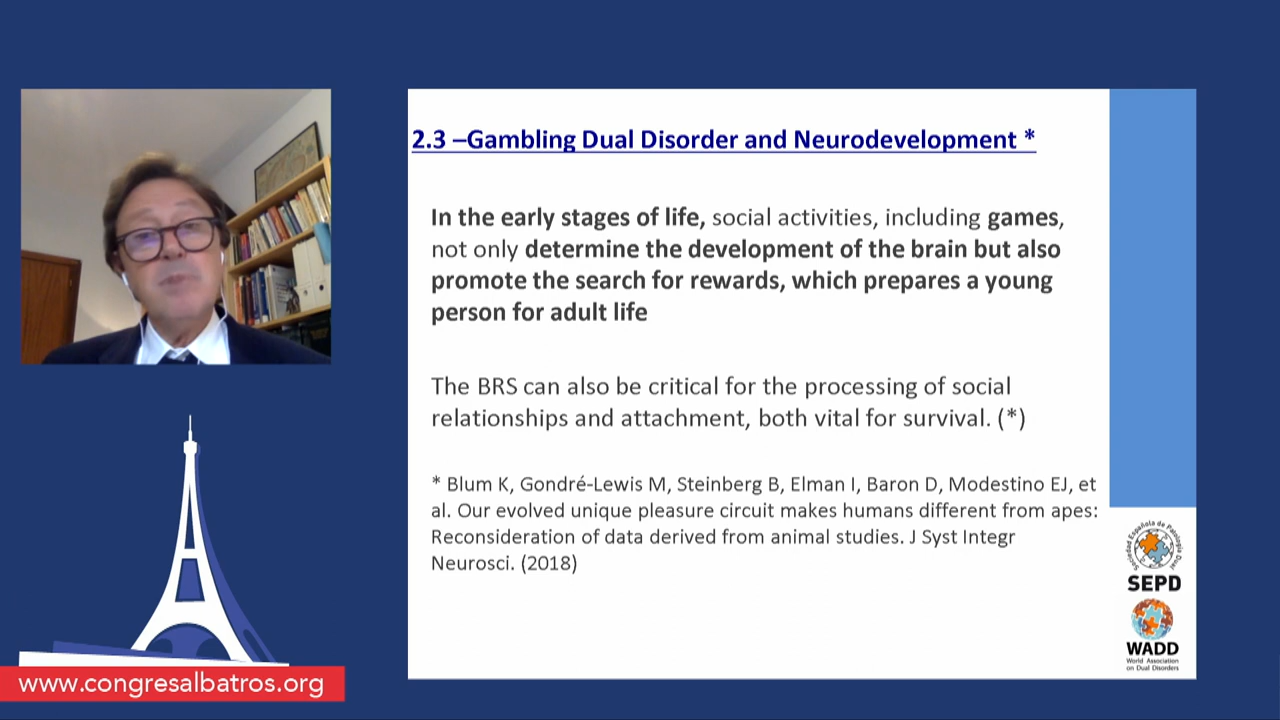 2.3 –Gambling Dual Disorder and Neurodevelopment *
In the early stages of life, social activities, including games,
not only determine the development of the brain but also
promote the search for rewards, which prepares a young
person for adult life
The BRS can also be critical for the processing of social
relationships and attachment, both vital for survival. (*)
* Blum K, Gondré-Lewis M, Steinberg B, Elman I, Baron D, Modestino EJ, et
al. Our evolved unique pleasure circuit makes humans different from apes:
Reconsideration of data derived from animal studies. J Syst Integr
Neurosci. (2018)
Sociedad Española de Patología Dual
SEPD
WADD
World Association
on Dual Disorders
www.congresalbatros.org